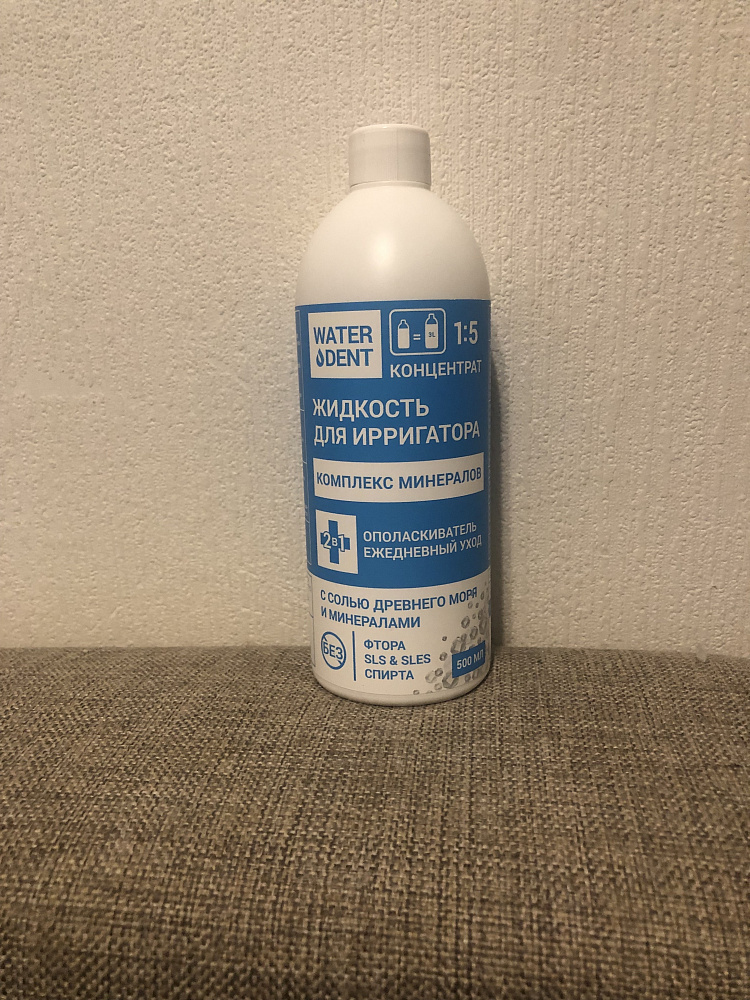 WATER
DENT
= 3L
1:5
КОНЦЕНТРАТ
ЖИДКОСТЬ
ДЛЯ ИРРИГАТОРА
КОМПЛЕКС МИНЕРАЛОВ
2в1
ОПОЛАСКИВАТЕЛЬ
ЕЖЕДНЕВНЫЙ УХОД
С СОЛЬЮ ДРЕВНЕГО МОРЯ
И МИНЕРАЛАМИ
БЕЗ
ФТОРА
SLS & SLES
СПИРТА
500 МЛ